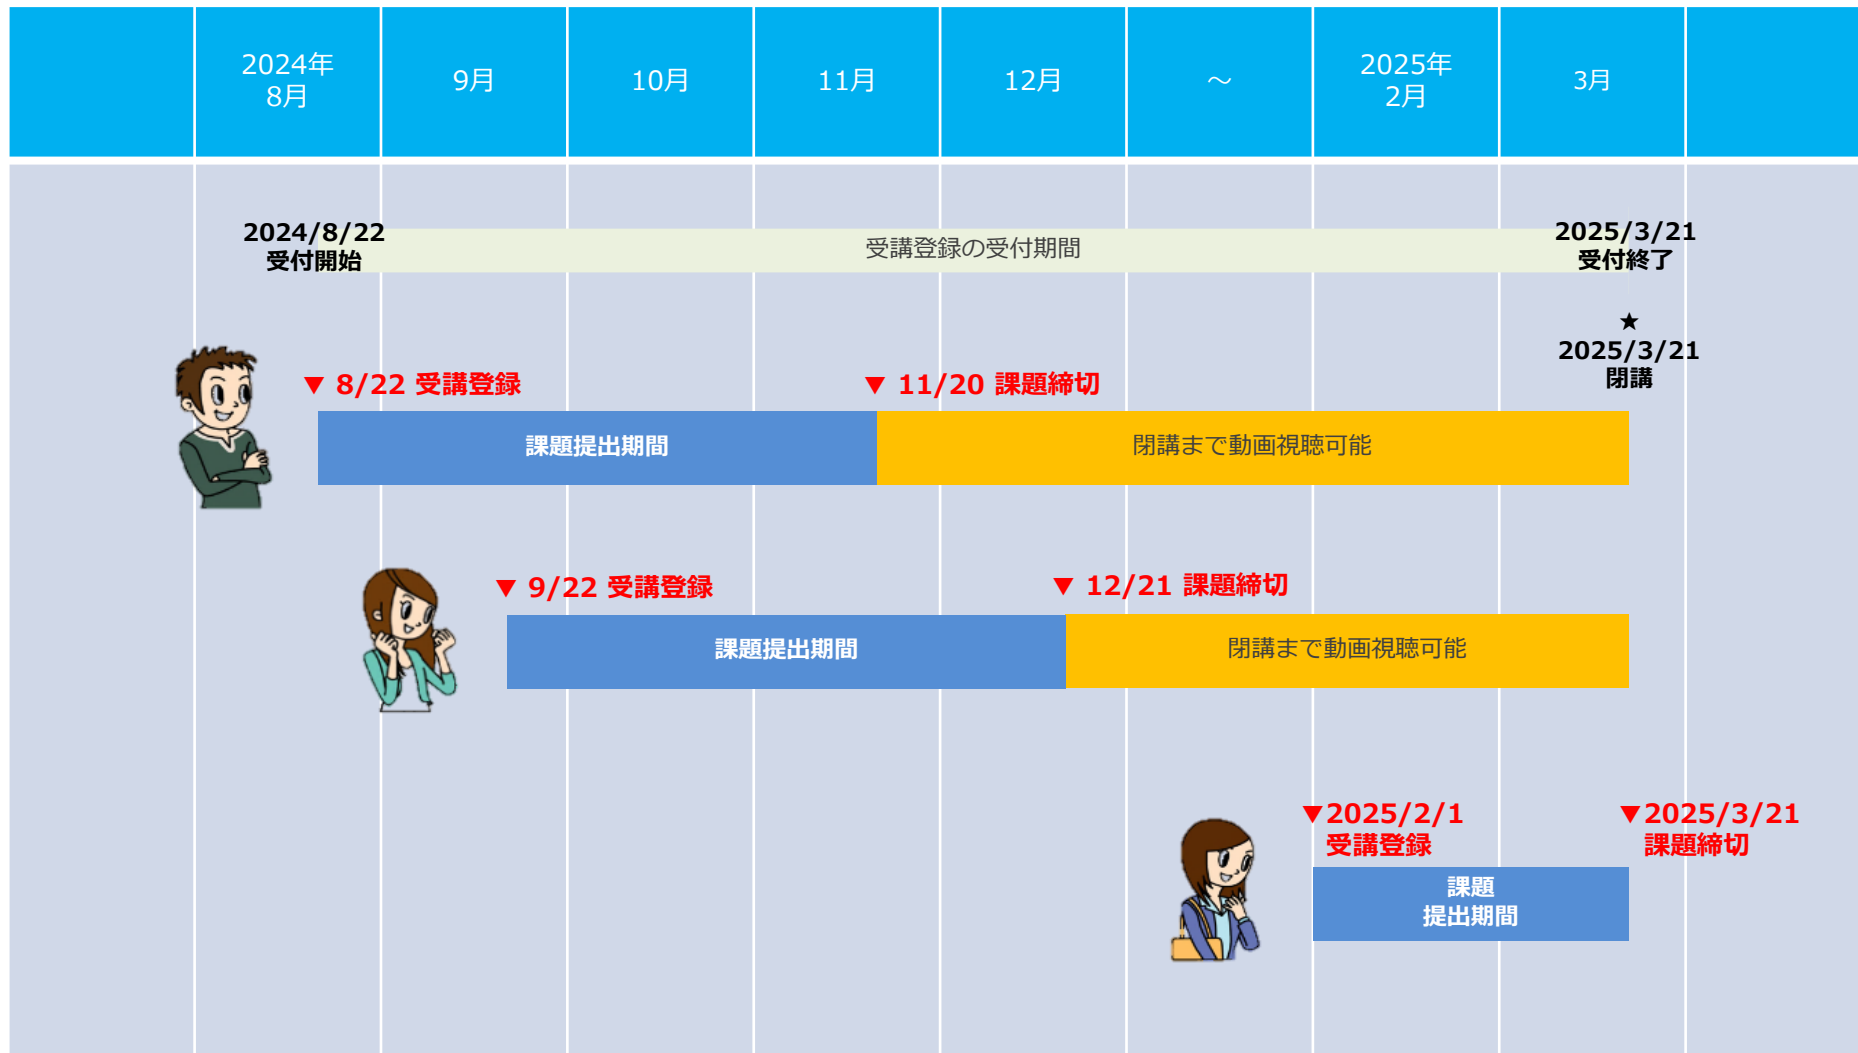 2024年
8月
9月
10月
11月
12月
～
2025年
2月
3月
2024/8/22
受付開始
受講登録の受付期間
2025/3/21
受付終了
★
2025/3/21
閉講
▼ 8/22 受講登録
▼ 11/20 課題締切
課題提出期間
閉講まで動画視聴可能
▼ 9/22 受講登録
▼ 12/21 課題締切
課題提出期間
閉講まで動画視聴可能
▼2025/2/1
受講登録
▼2025/3/21
課題締切
課題
提出期間